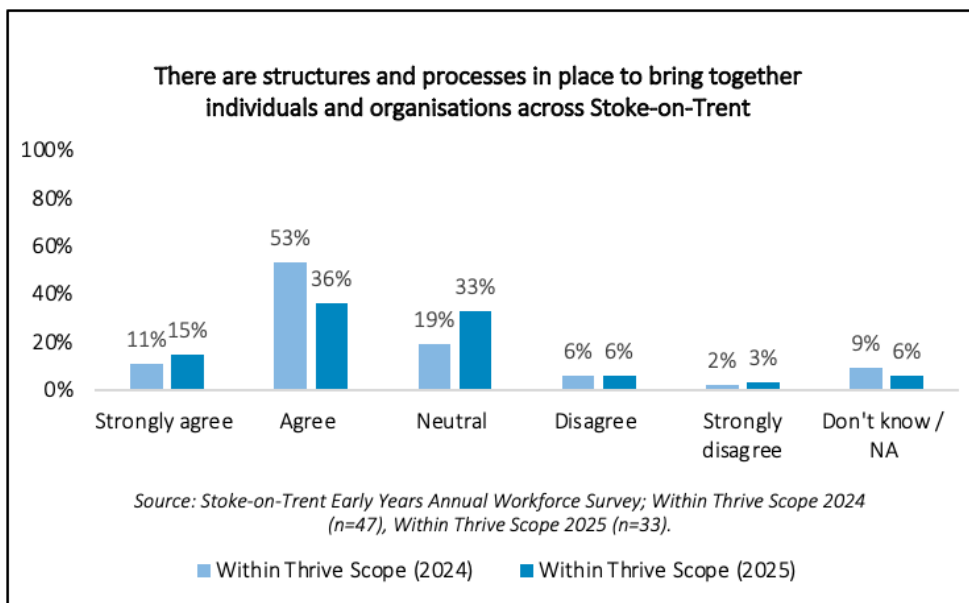 There are structures and processes in place to bring together
individuals and organisations across Stoke-on-Trent
100%
80%
60%
40%
20%
0%
11%
15%
53%
36%
19%
33%
6%
6%
2%
3%
9%
6%
Strongly agree
Agree
Neutral
Disagree
Strongly
disagree
Don't know /
NA
Source: Stoke-on-Trent Early Years Annual Workforce Survey; Within Thrive Scope 2024
(n=47), Within Thrive Scope 2025 (n=33).
Within Thrive Scope (2024)
Within Thrive Scope (2025)